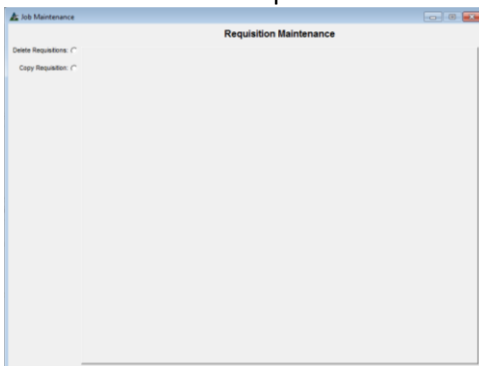 Job Maintenance
Requisition Maintenance
Delete Requisitions:
Copy Requisition: